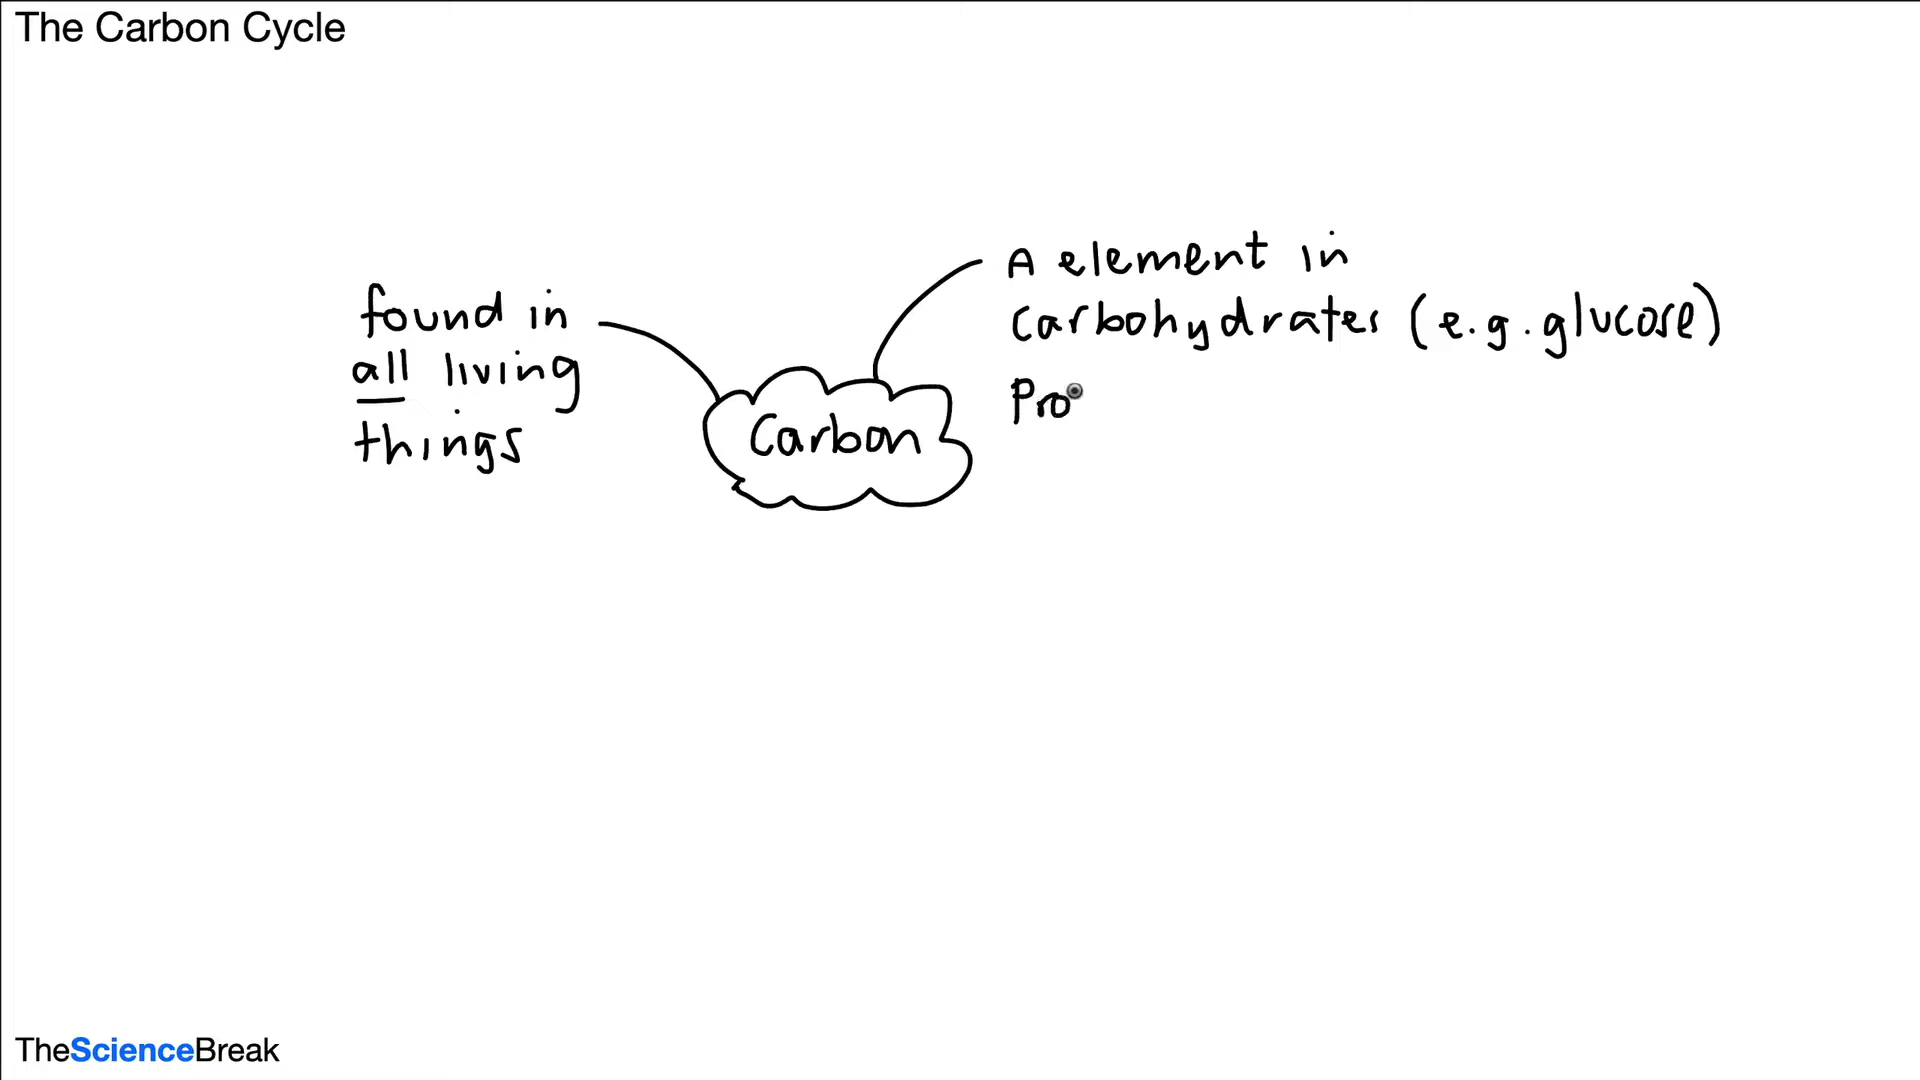 The Carbon Cycle
found in
all living
things
Carbon
A element in
carbohydrates (e.g. glucose)
Pro
TheScienceBreak